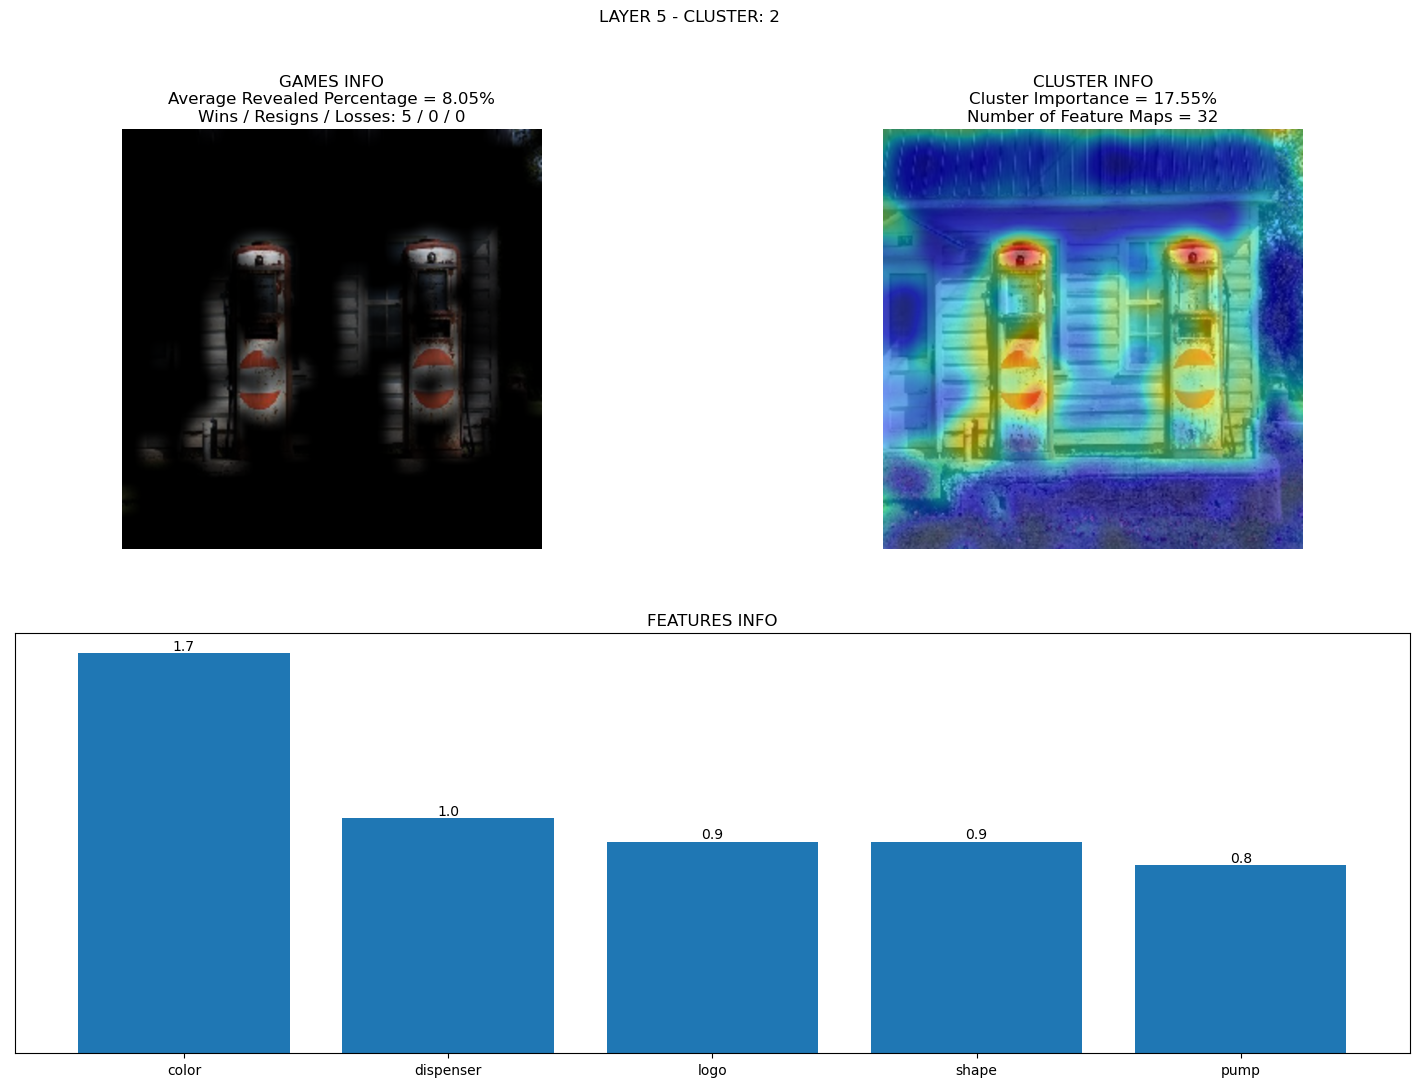 LAYER 5 - CLUSTER: 2
GAMES INFO
Average Revealed Percentage = 8.05%
Wins / Resigns / Losses: 5 / 0 / 0
CLUSTER INFO
Cluster Importance = 17.55%
Number of Feature Maps = 32
FEATURES INFO
1.7
1.0
0.9
0.9
0.8
color
dispenser
logo
shape
pump